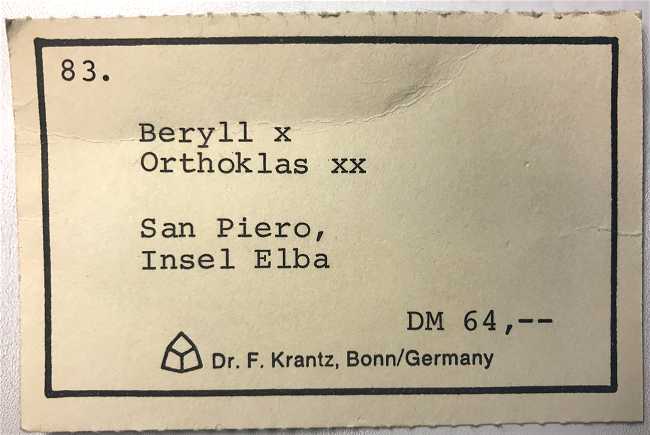 83.
Beryll x
Orthoklas xx
San Piero,
Insel Elba
DM 64,--
Dr. F. Krantz, Bonn/Germany